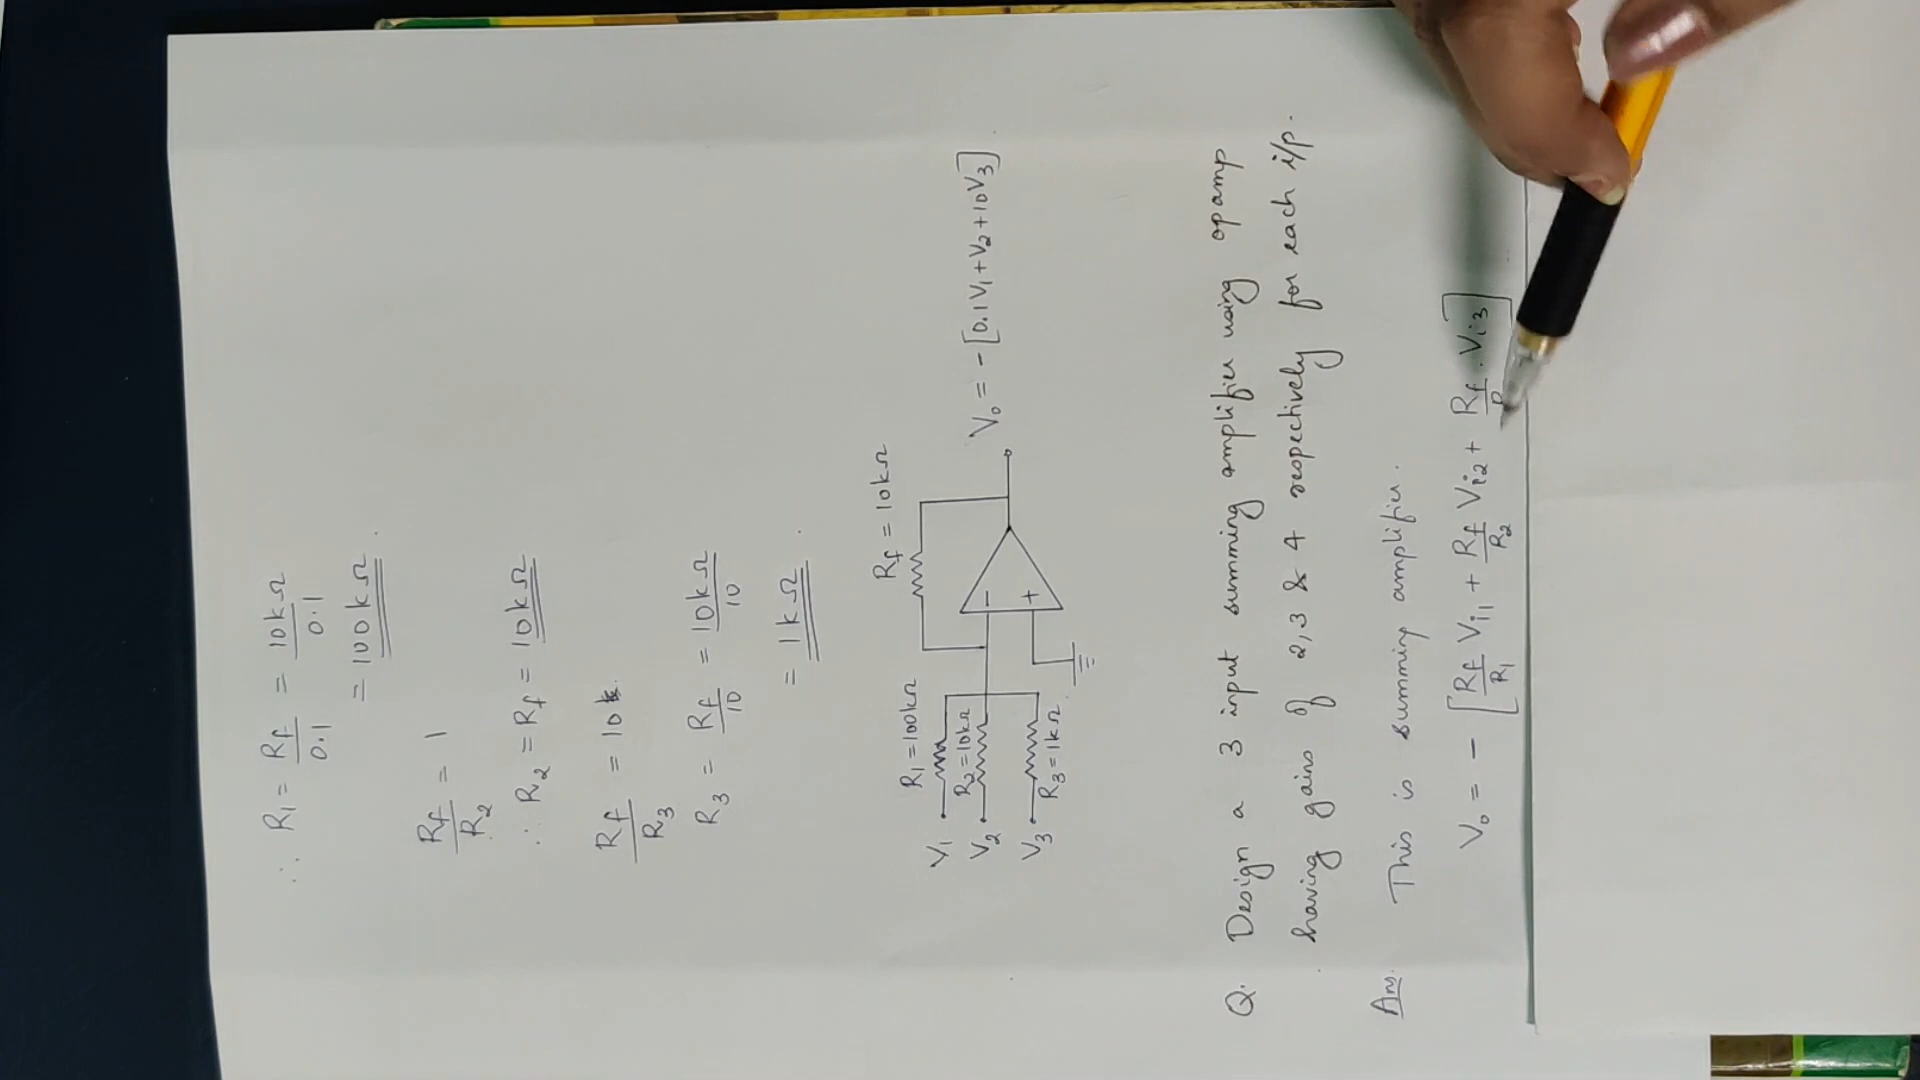 ∴ R₁ = Rf/0.1 = 10kΩ/0.1
= 100kΩ.
Rf/R₂ = 1
∴ R₂ = Rf = 10kΩ
Rf/R₃ = 10
R₃ = Rf/10 = 10kΩ/10
= 1kΩ.
Rf = 10kΩ
R₁=100kΩ
V₁
R₂=10kΩ
V₂
V₃
R₃=1kΩ
−
+
V₀ = −[0.1V₁+V₂+10V₃]
Q. Design a 3 input summing amplifier using opamp
having gains of 2,3 & 4 respectively for each i/p.
Ans. This is summing amplifier.
V₀ = − [Rf/R₁ Vi₁ + Rf/R₂ Vi₂ + Rf/ . Vi₃]